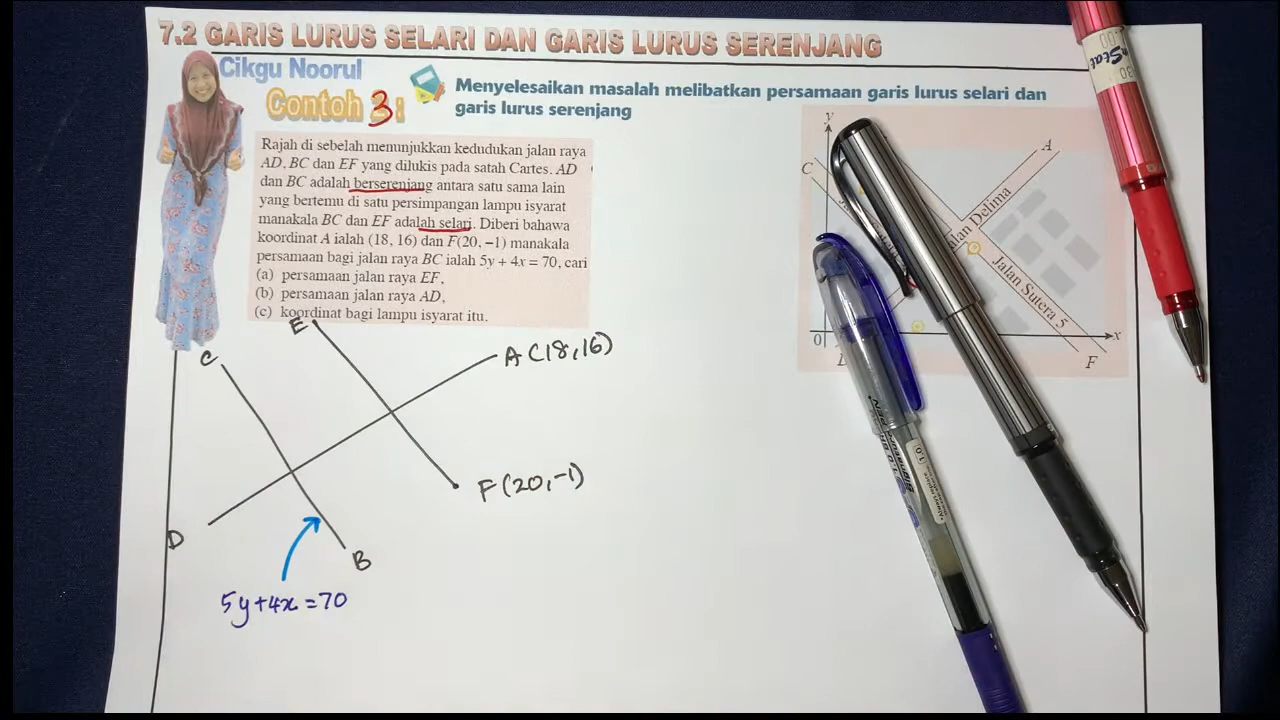 7.2 GARIS LURUS SELARI DAN GARIS LURUS SERENJANG
Cikgu Noorul
Contoh 3:
Menyelesaikan masalah melibatkan persamaan garis lurus selari dan
garis lurus serenjang
Rajah di sebelah menunjukkan kedudukan jalan raya
AD, BC dan EF yang dilukis pada satah Cartes. AD
dan BC adalah berserenjang antara satu sama lain
yang bertemu di satu persimpangan lampu isyarat
manakala BC dan EF adalah selari. Diberi bahawa
koordinat A ialah (18, 16) dan F(20, −1) manakala
persamaan bagi jalan raya BC ialah 5y + 4x = 70, cari
(a) persamaan jalan raya EF,
(b) persamaan jalan raya AD,
(c) koordinat bagi lampu isyarat itu.
y
A
C
Jalan Delima
Jalan Sutera 5
0
x
F
E
C
A (18,16)
F(20,-1)
D
B
5y+4x=70